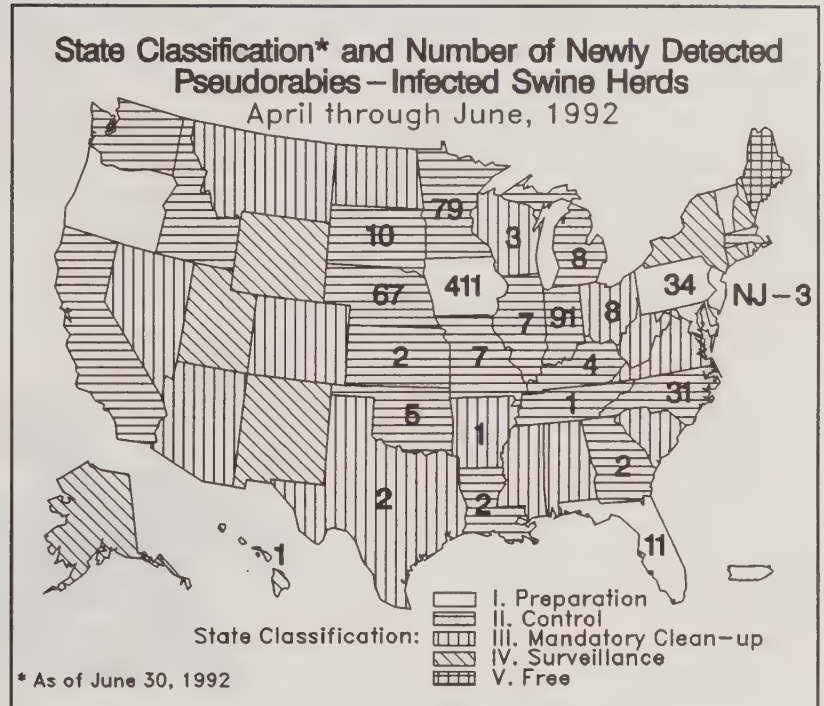 State Classification* and Number of Newly Detected
Pseudorabies-Infected Swine Herds
April through June, 1992
79
10
3
8
67
411
34
NJ-3
7
91
8
2
7
4
5
1
31
1
2
2
2
11
1
I. Preparation
II. Control
State Classification:
III. Mandatory Clean-up
IV. Surveillance
* As of June 30, 1992
V. Free